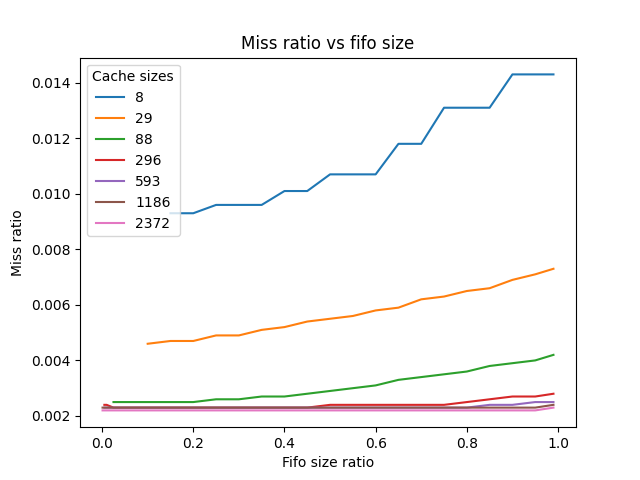 Miss ratio vs fifo size
Cache sizes
8
29
88
296
593
1186
2372
0.014
0.012
0.010
0.008
0.006
0.004
0.002
Miss ratio
0.0 0.2 0.4 0.6 0.8 1.0
Fifo size ratio